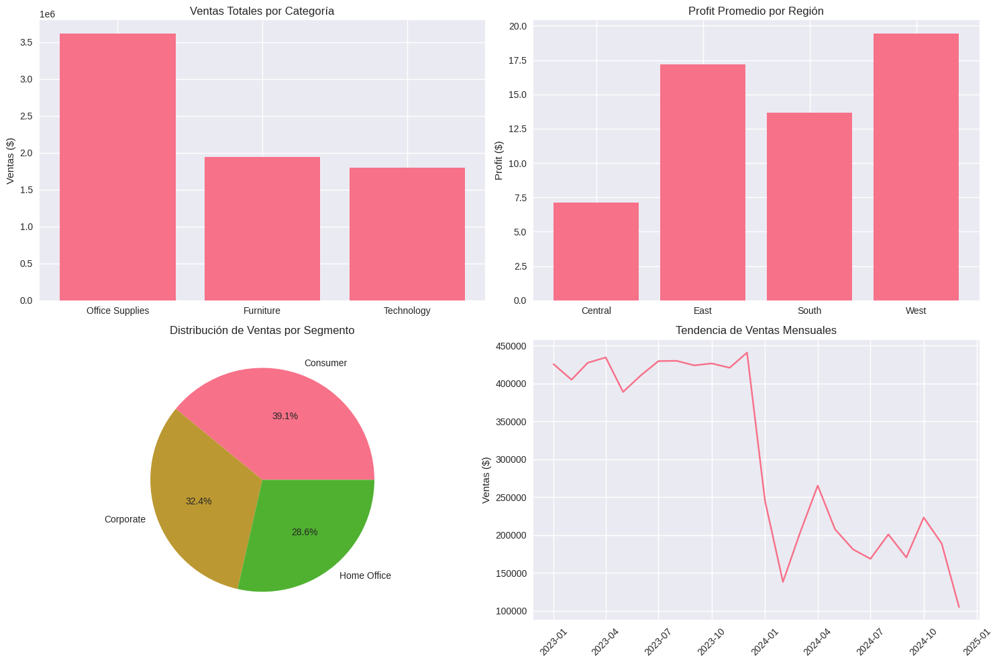 Ventas Totales por Categoría
1e6
3.5
3.0
2.5
2.0
1.5
1.0
0.5
0.0
Ventas ($)
Office Supplies
Furniture
Technology
Profit Promedio por Región
20.0
17.5
15.0
12.5
10.0
7.5
5.0
2.5
0.0
Profit ($)
Central
East
South
West
Distribución de Ventas por Segmento
Consumer
39.1%
32.4%
Corporate
28.6%
Home Office
Tendencia de Ventas Mensuales
450000
400000
350000
300000
250000
200000
150000
100000
Ventas ($)
2023-01
2023-04
2023-07
2023-10
2024-01
2024-04
2024-07
2024-10
2025-01